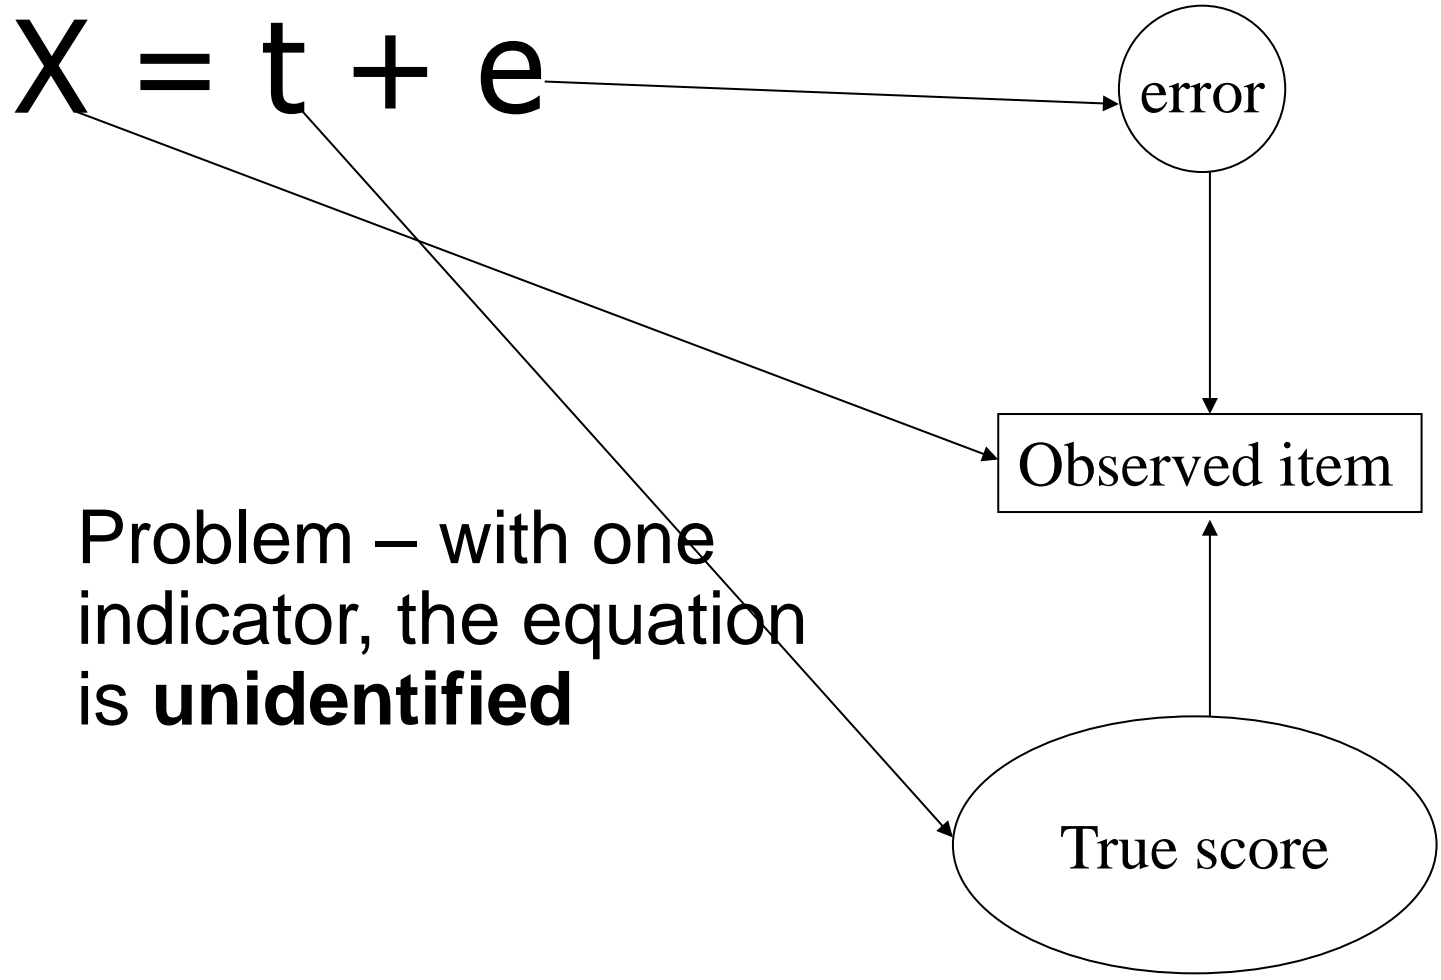 X = t + e
error
Observed item
Problem – with one
indicator, the equation
is unidentified
True score